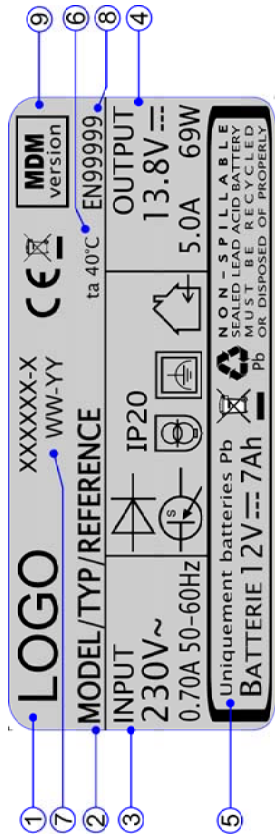 ① ⑦ ② ③ ⑤
⑨ ⑥ ⑧ ④
LOGO
XXXXXX-X
WW-YY
CE
MDM
version
MODEL/TYP/REFERENCE
ta 40°C
EN99999
INPUT
230V~
0.70A 50-60Hz
S
IP20
OUTPUT
13.8V⎓
5.0A 69W
Uniquement batteries Pb
BATTERIE 12V⎓ 7Ah
Pb
NON-SPILLABLE
SEALED LEAD ACID BATTERY
MUST BE RECYCLED
OR DISPOSED OF PROPERLY